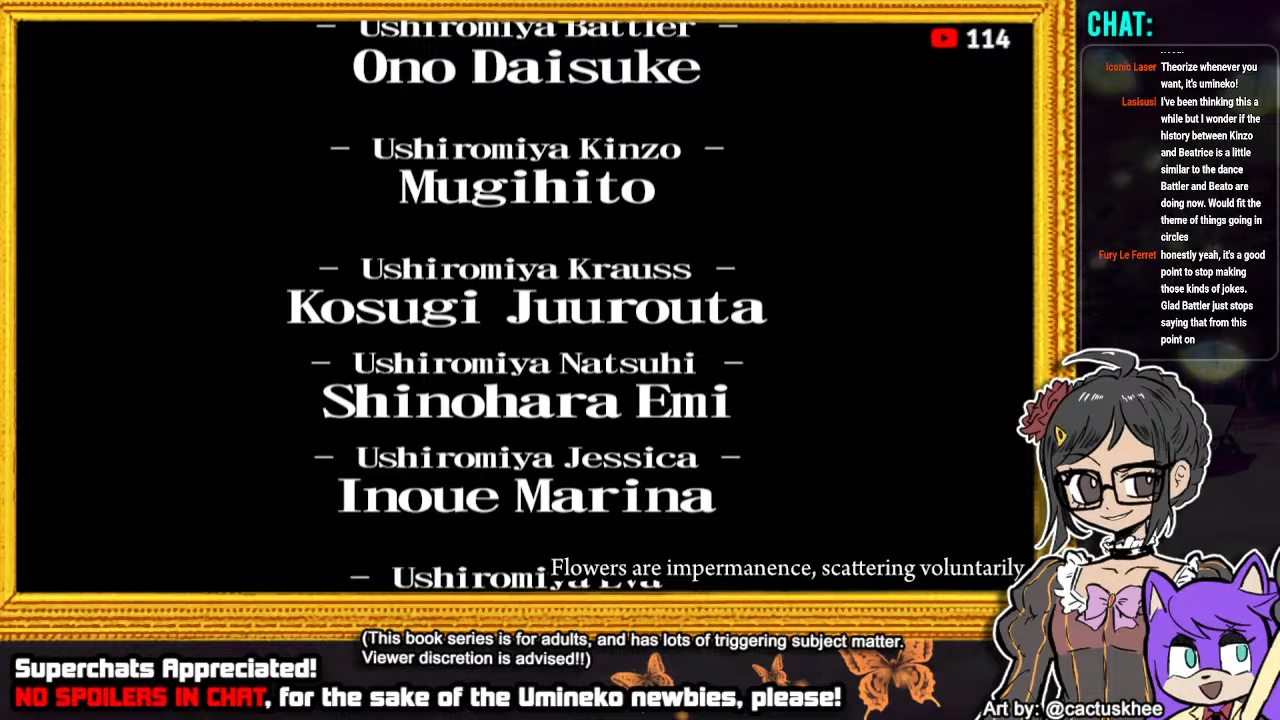 – Ushiromiya Battler –
Ono Daisuke
– Ushiromiya Kinzo –
Mugihito
– Ushiromiya Krauss –
Kosugi Juurouta
– Ushiromiya Natsuhi –
Shinohara Emi
– Ushiromiya Jessica –
Inoue Marina
– Ushiromiya Eva
Flowers are impermanence, scattering voluntarily
114
CHAT:
Iconic Laser Theorize whenever you
want, it's umineko!
Lasisusi I've been thinking this a
while but I wonder if the
history between Kinzo
and Beatrice is a little
similar to the dance
Battler and Beato are
doing now. Would fit the
theme of things going in
circles
Fury Le Ferret honestly yeah, it's a good
point to stop making
those kinds of jokes.
Glad Battler just stops
saying that from this
point on
(This book series is for adults, and has lots of triggering subject matter.
Viewer discretion is advised!!)
Superchats Appreciated!
NO SPOILERS IN CHAT, for the sake of the Umineko newbies, please!
Art by: @cactuskhee